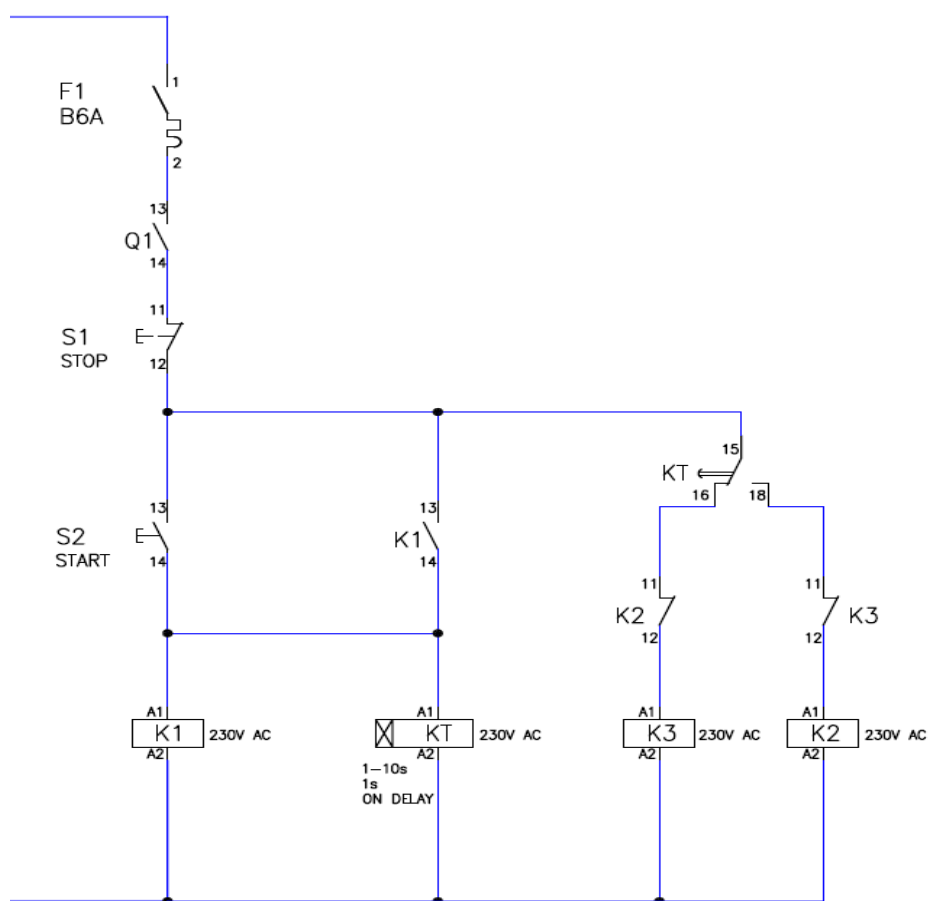 1
F1
B6A
2
13
Q1
14
11
S1
STOP
12
15
KT
16
18
13
S2
START
14
13
K1
14
11
K2
12
11
K3
12
A1
K1
230V AC
A2
A1
KT
230V AC
A2
1-10s
1s
ON DELAY
A1
K3
230V AC
A2
A1
K2
230V AC
A2